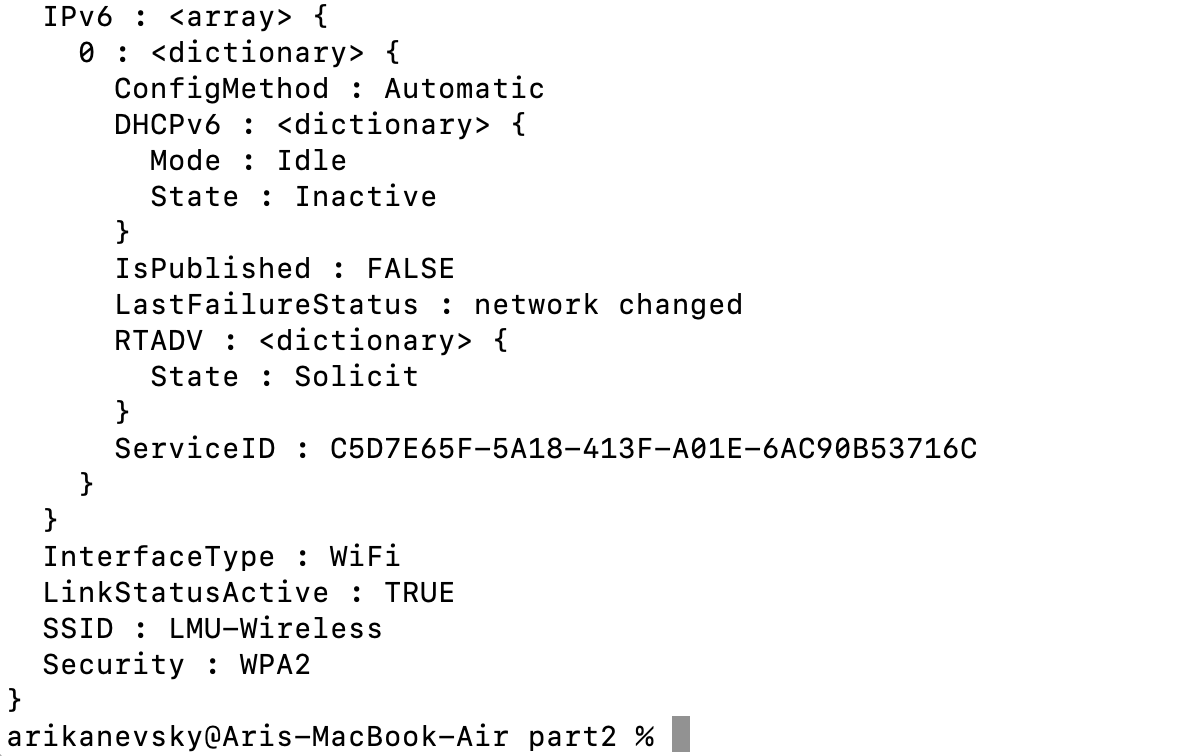 IPv6 : <array> {
0 : <dictionary> {
ConfigMethod : Automatic
DHCPv6 : <dictionary> {
Mode : Idle
State : Inactive
}
IsPublished : FALSE
LastFailureStatus : network changed
RTADV : <dictionary> {
State : Solicit
}
ServiceID : C5D7E65F-5A18-413F-A01E-6AC90B53716C
}
}
InterfaceType : WiFi
LinkStatusActive : TRUE
SSID : LMU-Wireless
Security : WPA2
}
arikanevsky@Aris-MacBook-Air part2 %